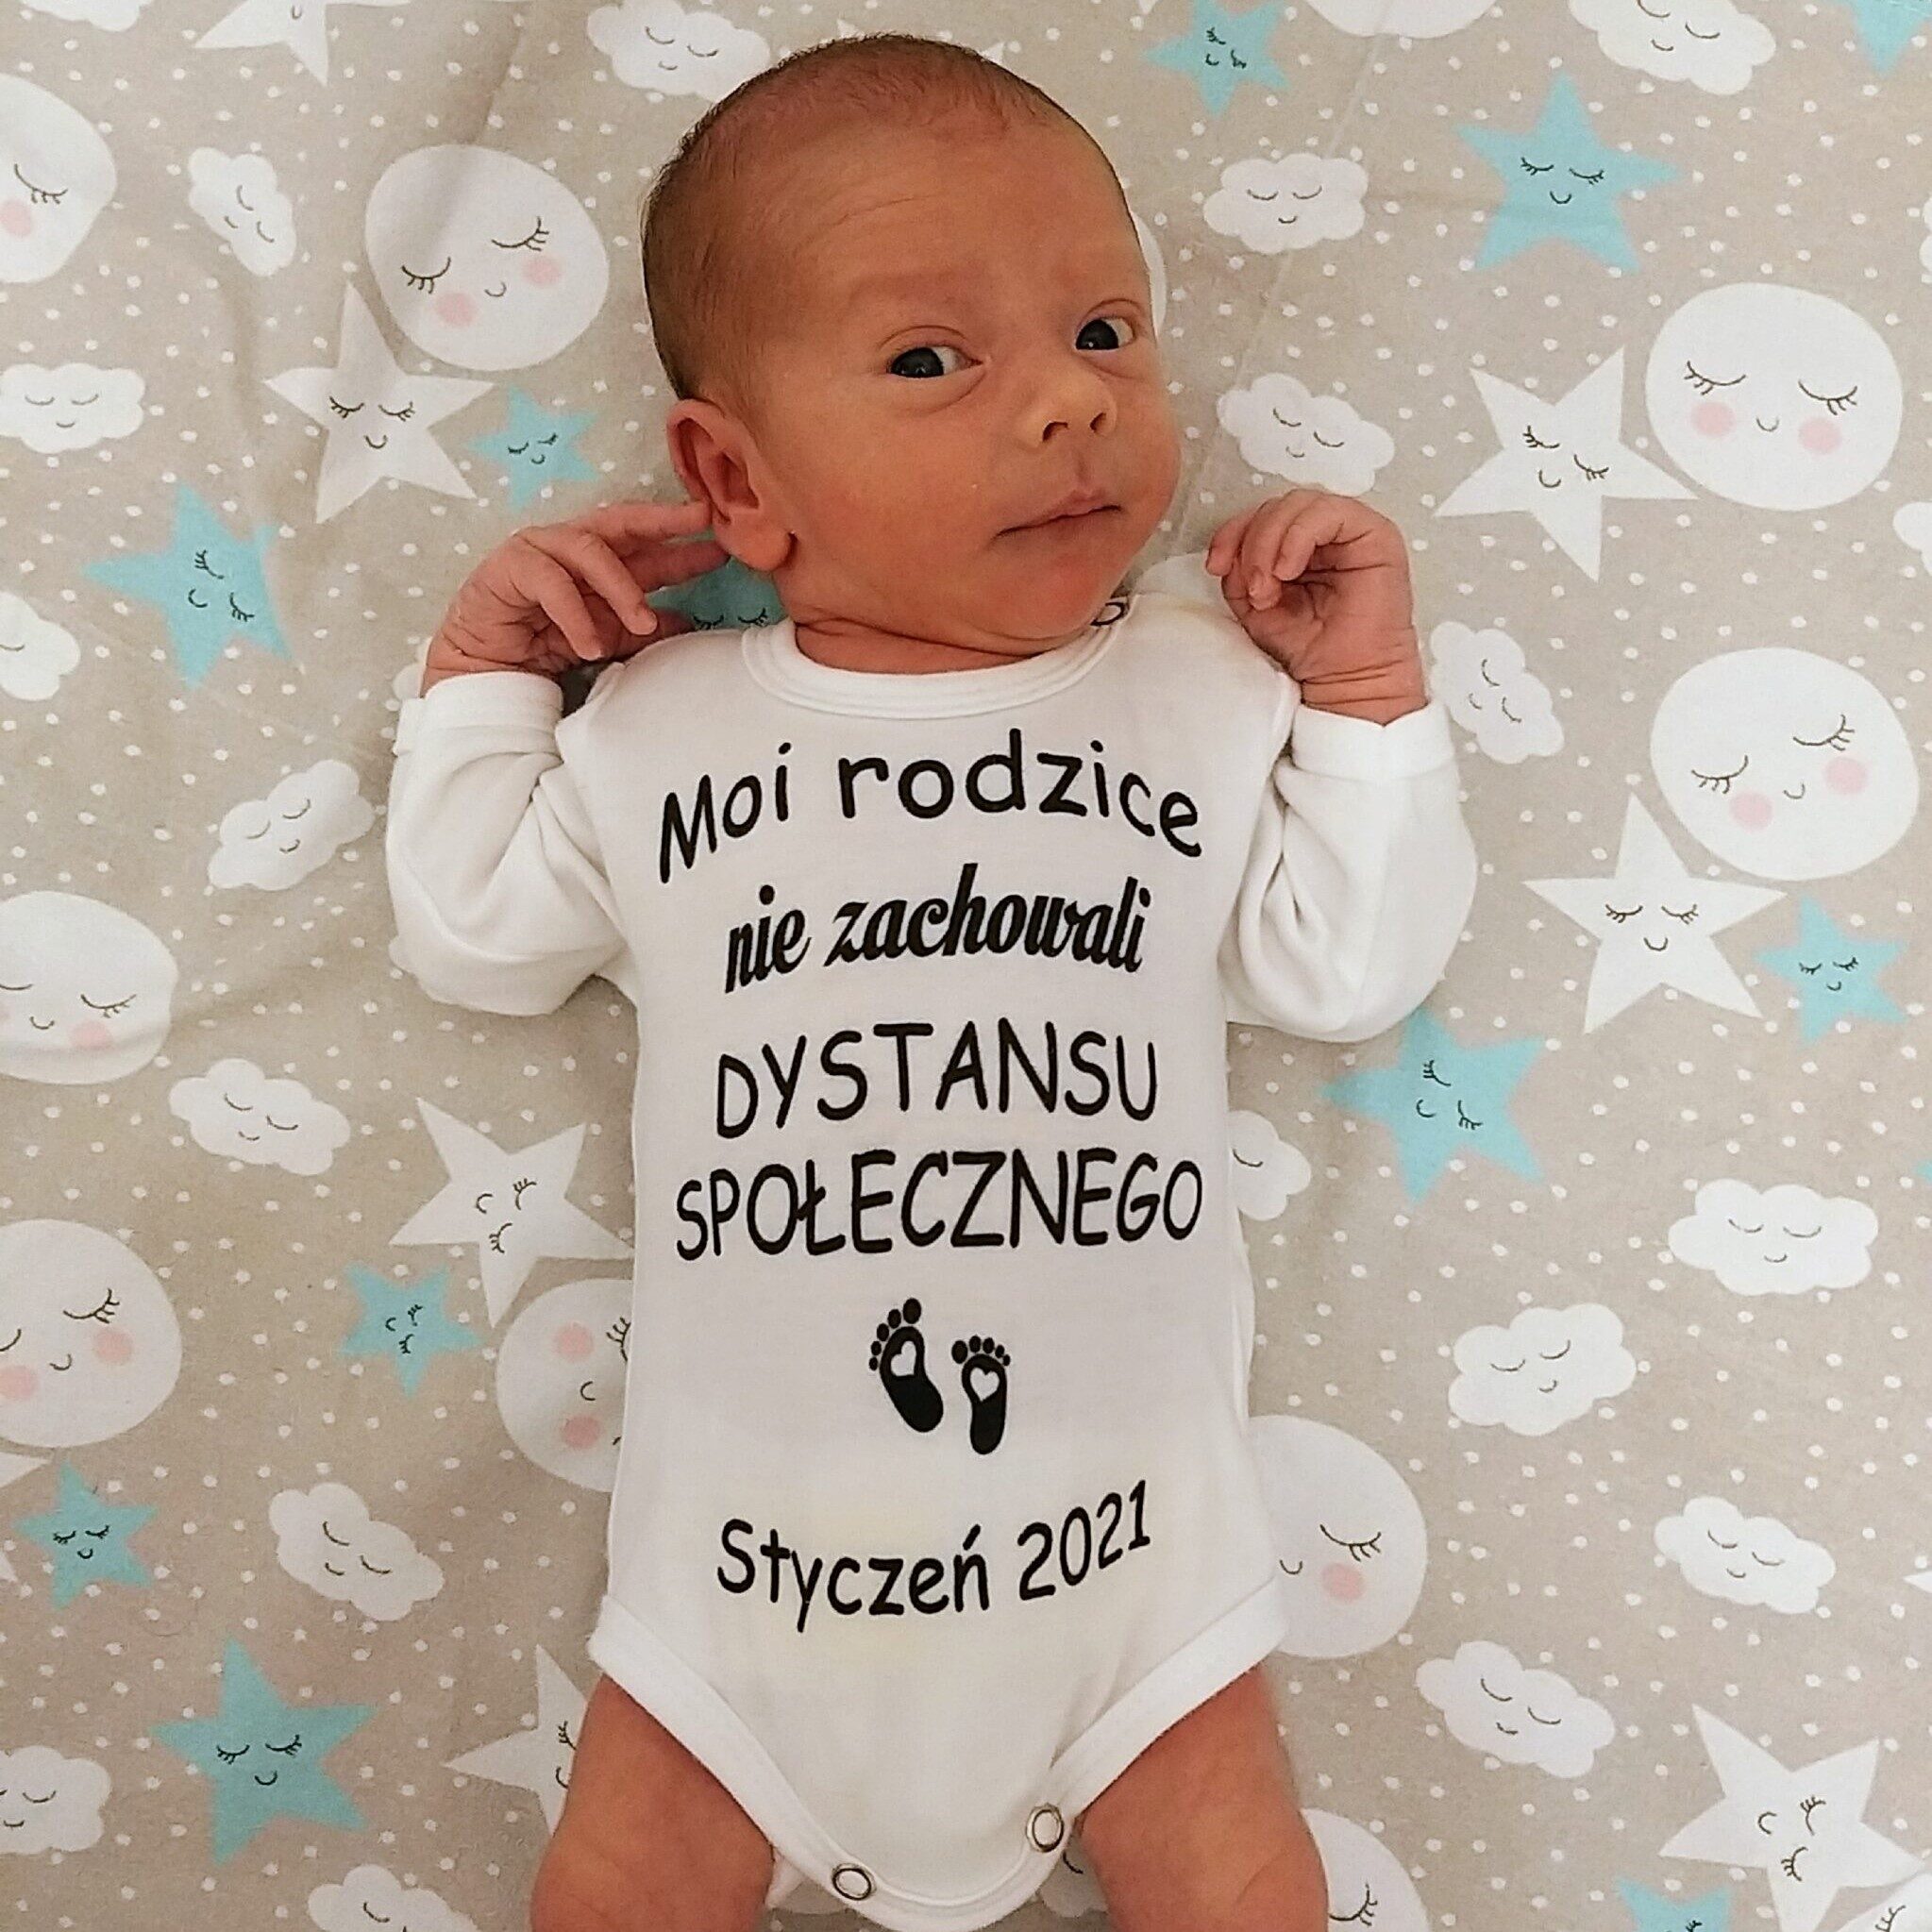 Moi rodzice
nie zachowali
DYSTANSU
SPOŁECZNEGO
Styczeń 2021